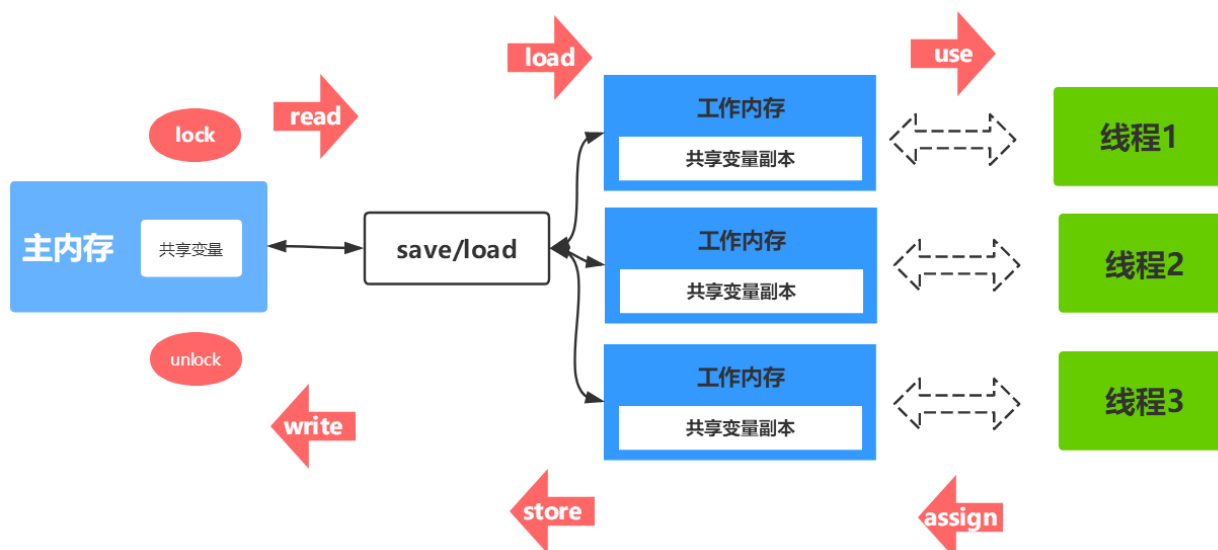 load
use
read
lock
工作内存
共享变量副本
线程1
主内存
共享变量
save/load
工作内存
共享变量副本
线程2
unlock
工作内存
共享变量副本
线程3
write
store
assign